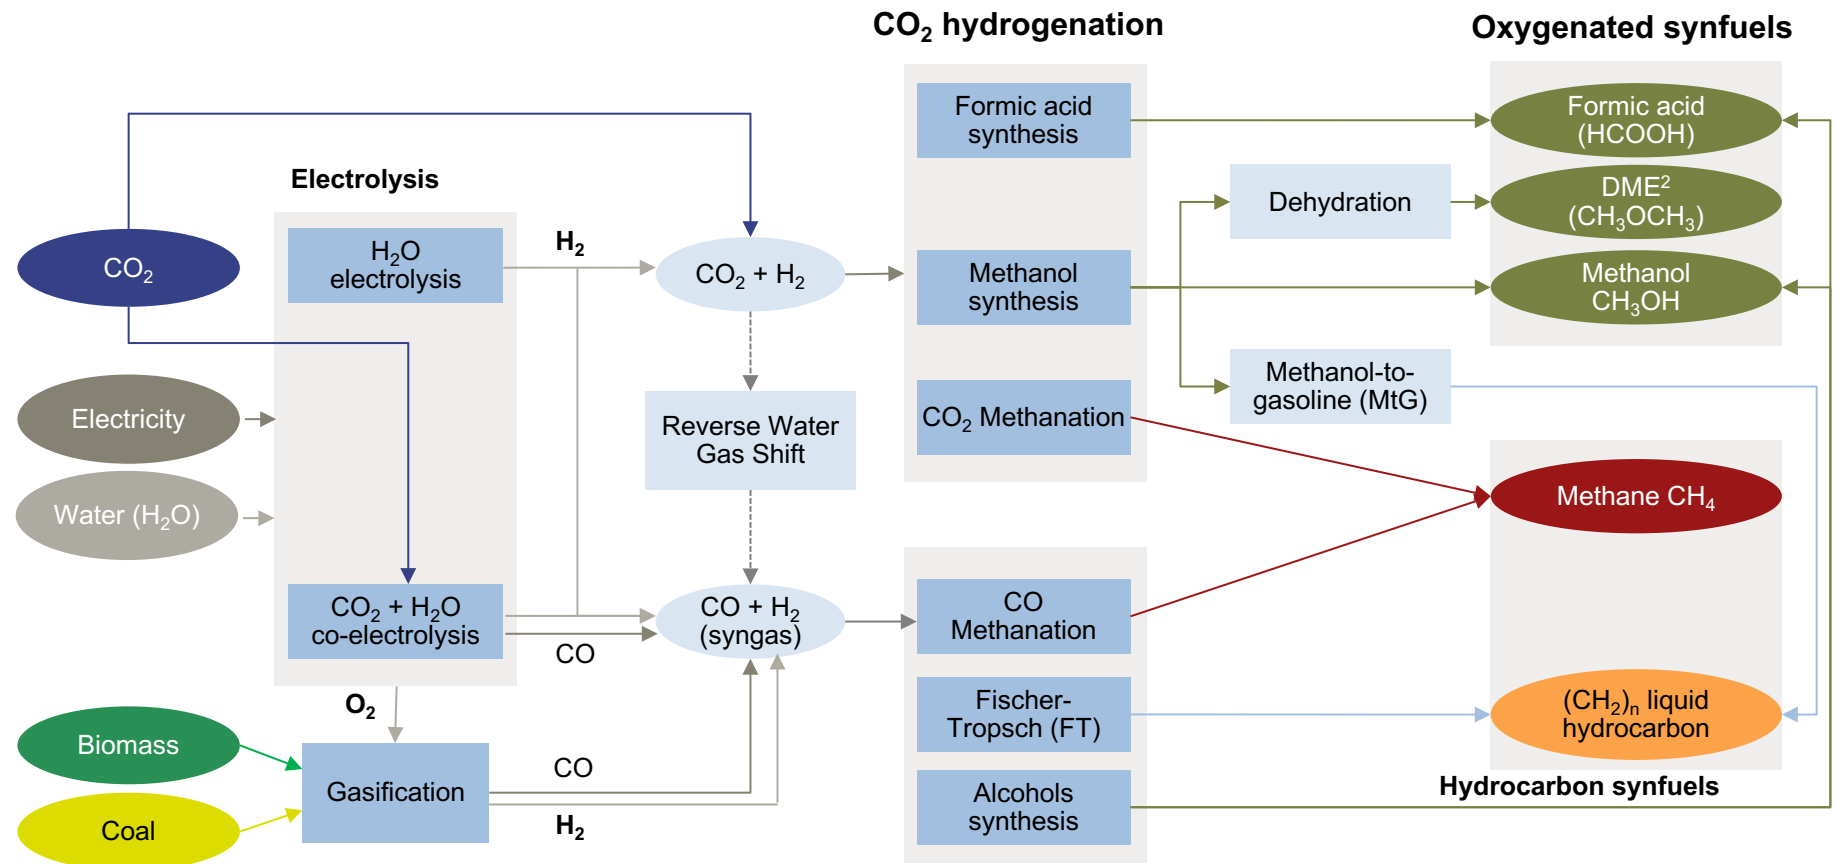 CO₂ hydrogenation
Oxygenated synfuels
Electrolysis
CO₂
Electricity
Water (H₂O)
Biomass
Coal
H₂O
electrolysis
CO₂ + H₂O
co-electrolysis
O₂
Gasification
H₂
CO
CO
H₂
CO₂ + H₂
Reverse Water
Gas Shift
CO + H₂
(syngas)
Formic acid
synthesis
Methanol
synthesis
CO₂ Methanation
CO
Methanation
Fischer-
Tropsch (FT)
Alcohols
synthesis
Dehydration
Methanol-to-
gasoline (MtG)
Formic acid
(HCOOH)
DME²
(CH₃OCH₃)
Methanol
CH₃OH
Methane CH₄
(CH₂)ₙ liquid
hydrocarbon
Hydrocarbon synfuels